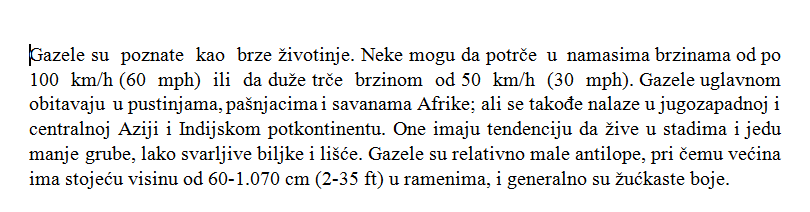 Gazele su poznate kao brze životinje. Neke mogu da potrče u namasima brzinama od po
100 km/h (60 mph) ili da duže trče brzinom od 50 km/h (30 mph). Gazele uglavnom
obitavaju u pustinjama, pašnjacima i savanama Afrike; ali se takođe nalaze u jugozapadnoj i
centralnoj Aziji i Indijskom potkontinentu. One imaju tendenciju da žive u stadima i jedu
manje grube, lako svarljive biljke i lišće. Gazele su relativno male antilope, pri čemu većina
ima stojeću visinu od 60-1.070 cm (2-35 ft) u ramenima, i generalno su žućkaste boje.